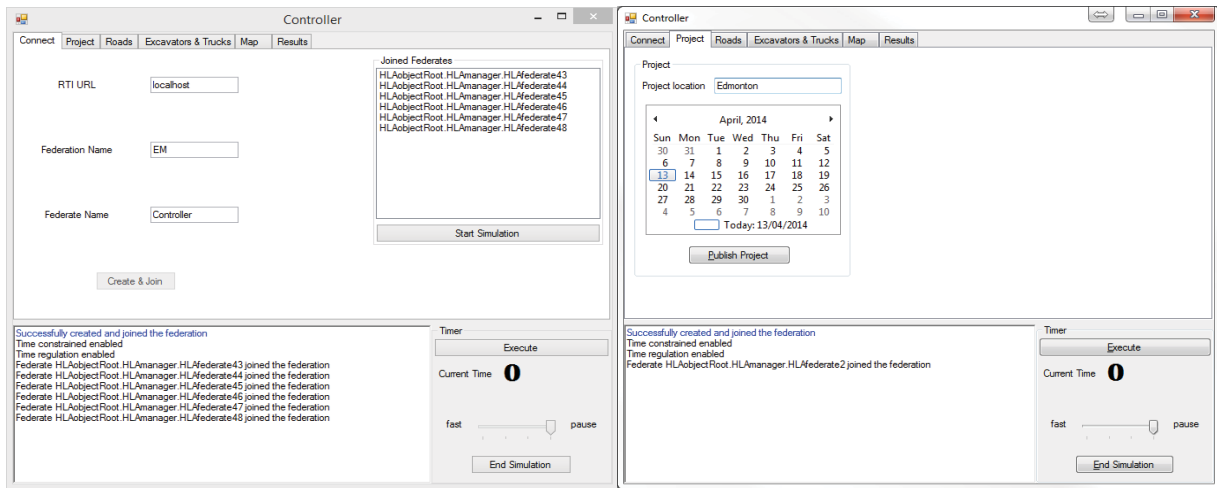 Controller
Connect Project Roads Excavators & Trucks Map Results
RTI URL localhost
Federation Name EM
Federate Name Controller
Create & Join
Joined Federates
HLAobjectRoot.HLAmanager.HLAfederate43
HLAobjectRoot.HLAmanager.HLAfederate44
HLAobjectRoot.HLAmanager.HLAfederate45
HLAobjectRoot.HLAmanager.HLAfederate46
HLAobjectRoot.HLAmanager.HLAfederate47
HLAobjectRoot.HLAmanager.HLAfederate48
Start Simulation
Successfully created and joined the federation
Time constrained enabled
Time regulation enabled
Federate HLAobjectRoot.HLAmanager.HLAfederate43 joined the federation
Federate HLAobjectRoot.HLAmanager.HLAfederate44 joined the federation
Federate HLAobjectRoot.HLAmanager.HLAfederate45 joined the federation
Federate HLAobjectRoot.HLAmanager.HLAfederate46 joined the federation
Federate HLAobjectRoot.HLAmanager.HLAfederate47 joined the federation
Federate HLAobjectRoot.HLAmanager.HLAfederate48 joined the federation
Timer
Execute
Current Time 0
fast pause
End Simulation
Controller
Connect Project Roads Excavators & Trucks Map Results
Project
Project location Edmonton
April, 2014
Sun Mon Tue Wed Thu Fri Sat
30 31 1 2 3 4 5
6 7 8 9 10 11 12
13 14 15 16 17 18 19
20 21 22 23 24 25 26
27 28 29 30 1 2 3
4 5 6 7 8 9 10
Today: 13/04/2014
Publish Project
Successfully created and joined the federation
Time constrained enabled
Time regulation enabled
Federate HLAobjectRoot.HLAmanager.HLAfederate2 joined the federation
Timer
Execute
Current Time 0
fast pause
End Simulation